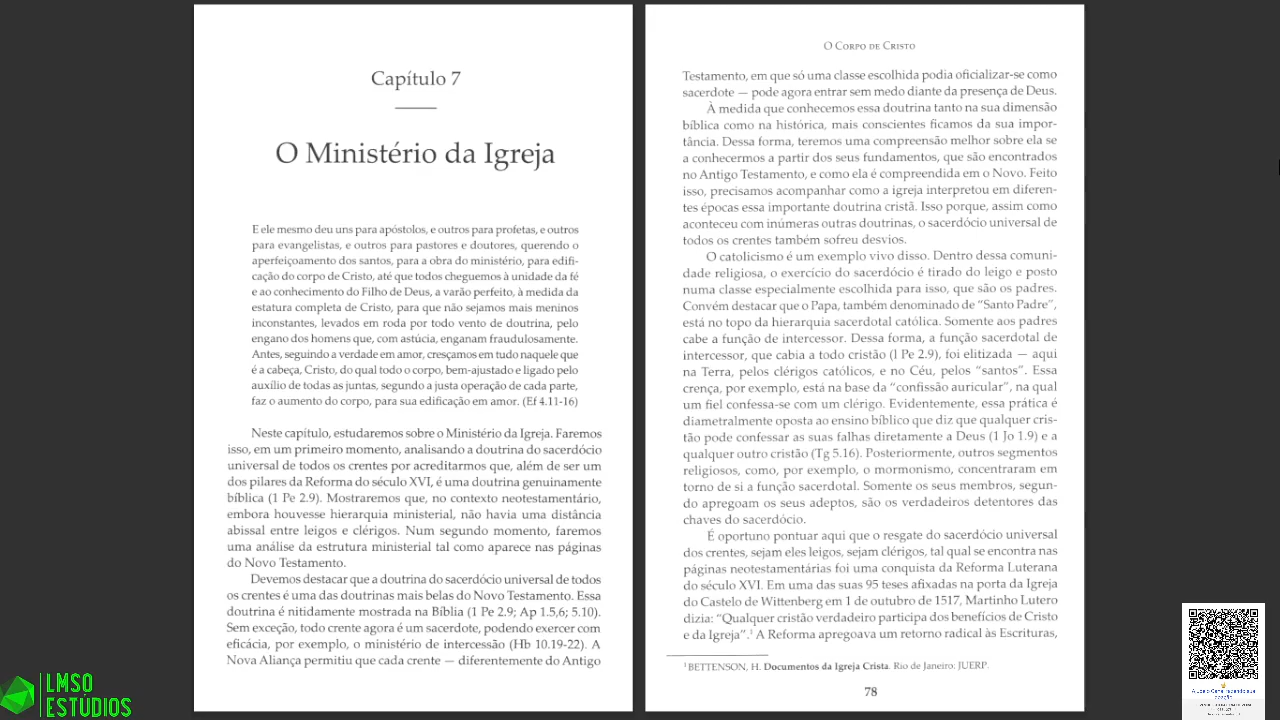 Capítulo 7
O Ministério da Igreja
E ele mesmo deu uns para apóstolos, e outros para profetas, e outros
para evangelistas, e outros para pastores e doutores, querendo o
aperfeiçoamento dos santos, para a obra do ministério, para edifi-
cação do corpo de Cristo, até que todos cheguemos à unidade da fé
e ao conhecimento do Filho de Deus, a varão perfeito, à medida da
estatura completa de Cristo, para que não sejamos mais meninos
inconstantes, levados em roda por todo vento de doutrina, pelo
engano dos homens que, com astúcia, enganam fraudulosamente.
Antes, seguindo a verdade em amor, cresçamos em tudo naquele que
é a cabeça, Cristo, do qual todo o corpo, bem-ajustado e ligado pelo
auxílio de todas as juntas, segundo a justa operação de cada parte,
faz o aumento do corpo, para sua edificação em amor. (Ef 4.11-16)
Neste capítulo, estudaremos sobre o Ministério da Igreja. Faremos
isso, em um primeiro momento, analisando a doutrina do sacerdócio
universal de todos os crentes por acreditarmos que, além de ser um
dos pilares da Reforma do século XVI, é uma doutrina genuinamente
bíblica (1 Pe 2.9). Mostraremos que, no contexto neotestamentário,
embora houvesse hierarquia ministerial, não havia uma distância
abissal entre leigos e clérigos. Num segundo momento, faremos
uma análise da estrutura ministerial tal como aparece nas páginas
do Novo Testamento.
Devemos destacar que a doutrina do sacerdócio universal de todos
os crentes é uma das doutrinas mais belas do Novo Testamento. Essa
doutrina é nitidamente mostrada na Bíblia (1 Pe 2.9; Ap 1.5,6; 5.10).
Sem exceção, todo crente agora é um sacerdote, podendo exercer com
eficácia, por exemplo, o ministério de intercessão (Hb 10.19-22). A
Nova Aliança permitiu que cada crente — diferentemente do Antigo
O Corpo de Cristo
Testamento, em que só uma classe escolhida podia oficializar-se como
sacerdote — pode agora entrar sem medo diante da presença de Deus.
À medida que conhecemos essa doutrina tanto na sua dimensão
bíblica como na histórica, mais conscientes ficamos da sua impor-
tância. Dessa forma, teremos uma compreensão melhor sobre ela se
a conhecermos a partir dos seus fundamentos, que são encontrados
no Antigo Testamento, e como ela é compreendida em o Novo. Feito
isso, precisamos acompanhar como a igreja interpretou em diferen-
tes épocas essa importante doutrina cristã. Isso porque, assim como
aconteceu com inúmeras outras doutrinas, o sacerdócio universal de
todos os crentes também sofreu desvios.
O catolicismo é um exemplo vivo disso. Dentro dessa comuni-
dade religiosa, o exercício do sacerdócio é tirado do leigo e posto
numa classe especialmente escolhida para isso, que são os padres.
Convém destacar que o Papa, também denominado de “Santo Padre”,
está no topo da hierarquia sacerdotal católica. Somente aos padres
cabe a função de intercessor. Dessa forma, a função sacerdotal de
intercessor, que cabia a todo cristão (l Pe 2.9), foi elitizada — aqui
na Terra, pelos clérigos católicos, e no Céu, pelos “santos”. Essa
crença, por exemplo, está na base da “confissão auricular”, na qual
um fiel confessa-se com um clérigo. Evidentemente, essa prática é
diametralmente oposta ao ensino bíblico que diz que qualquer cris-
tão pode confessar as suas falhas diretamente a Deus (1 Jo 1.9) e a
qualquer outro cristão (Tg 5.16). Posteriormente, outros segmentos
religiosos, como, por exemplo, o mormonismo, concentraram em
torno de si a função sacerdotal. Somente os seus membros, segun-
do apregoam os seus adeptos, são os verdadeiros detentores das
chaves do sacerdócio.
É oportuno pontuar aqui que o resgate do sacerdócio universal
dos crentes, sejam eles leigos, sejam clérigos, tal qual se encontra nas
páginas neotestamentárias foi uma conquista da Reforma Luterana
do século XVI. Em uma das suas 95 teses afixadas na porta da Igreja
do Castelo de Wittenberg em 1 de outubro de 1517, Martinho Lutero
dizia: “Qualquer cristão verdadeiro participa dos benefícios de Cristo
e da Igreja”.¹ A Reforma apregoava um retorno radical às Escrituras,
¹ BETTENSON, H. Documentos da Igreja Crista. Rio de Janeiro: JUERP.
78
LMSO
ESTÚDIOS